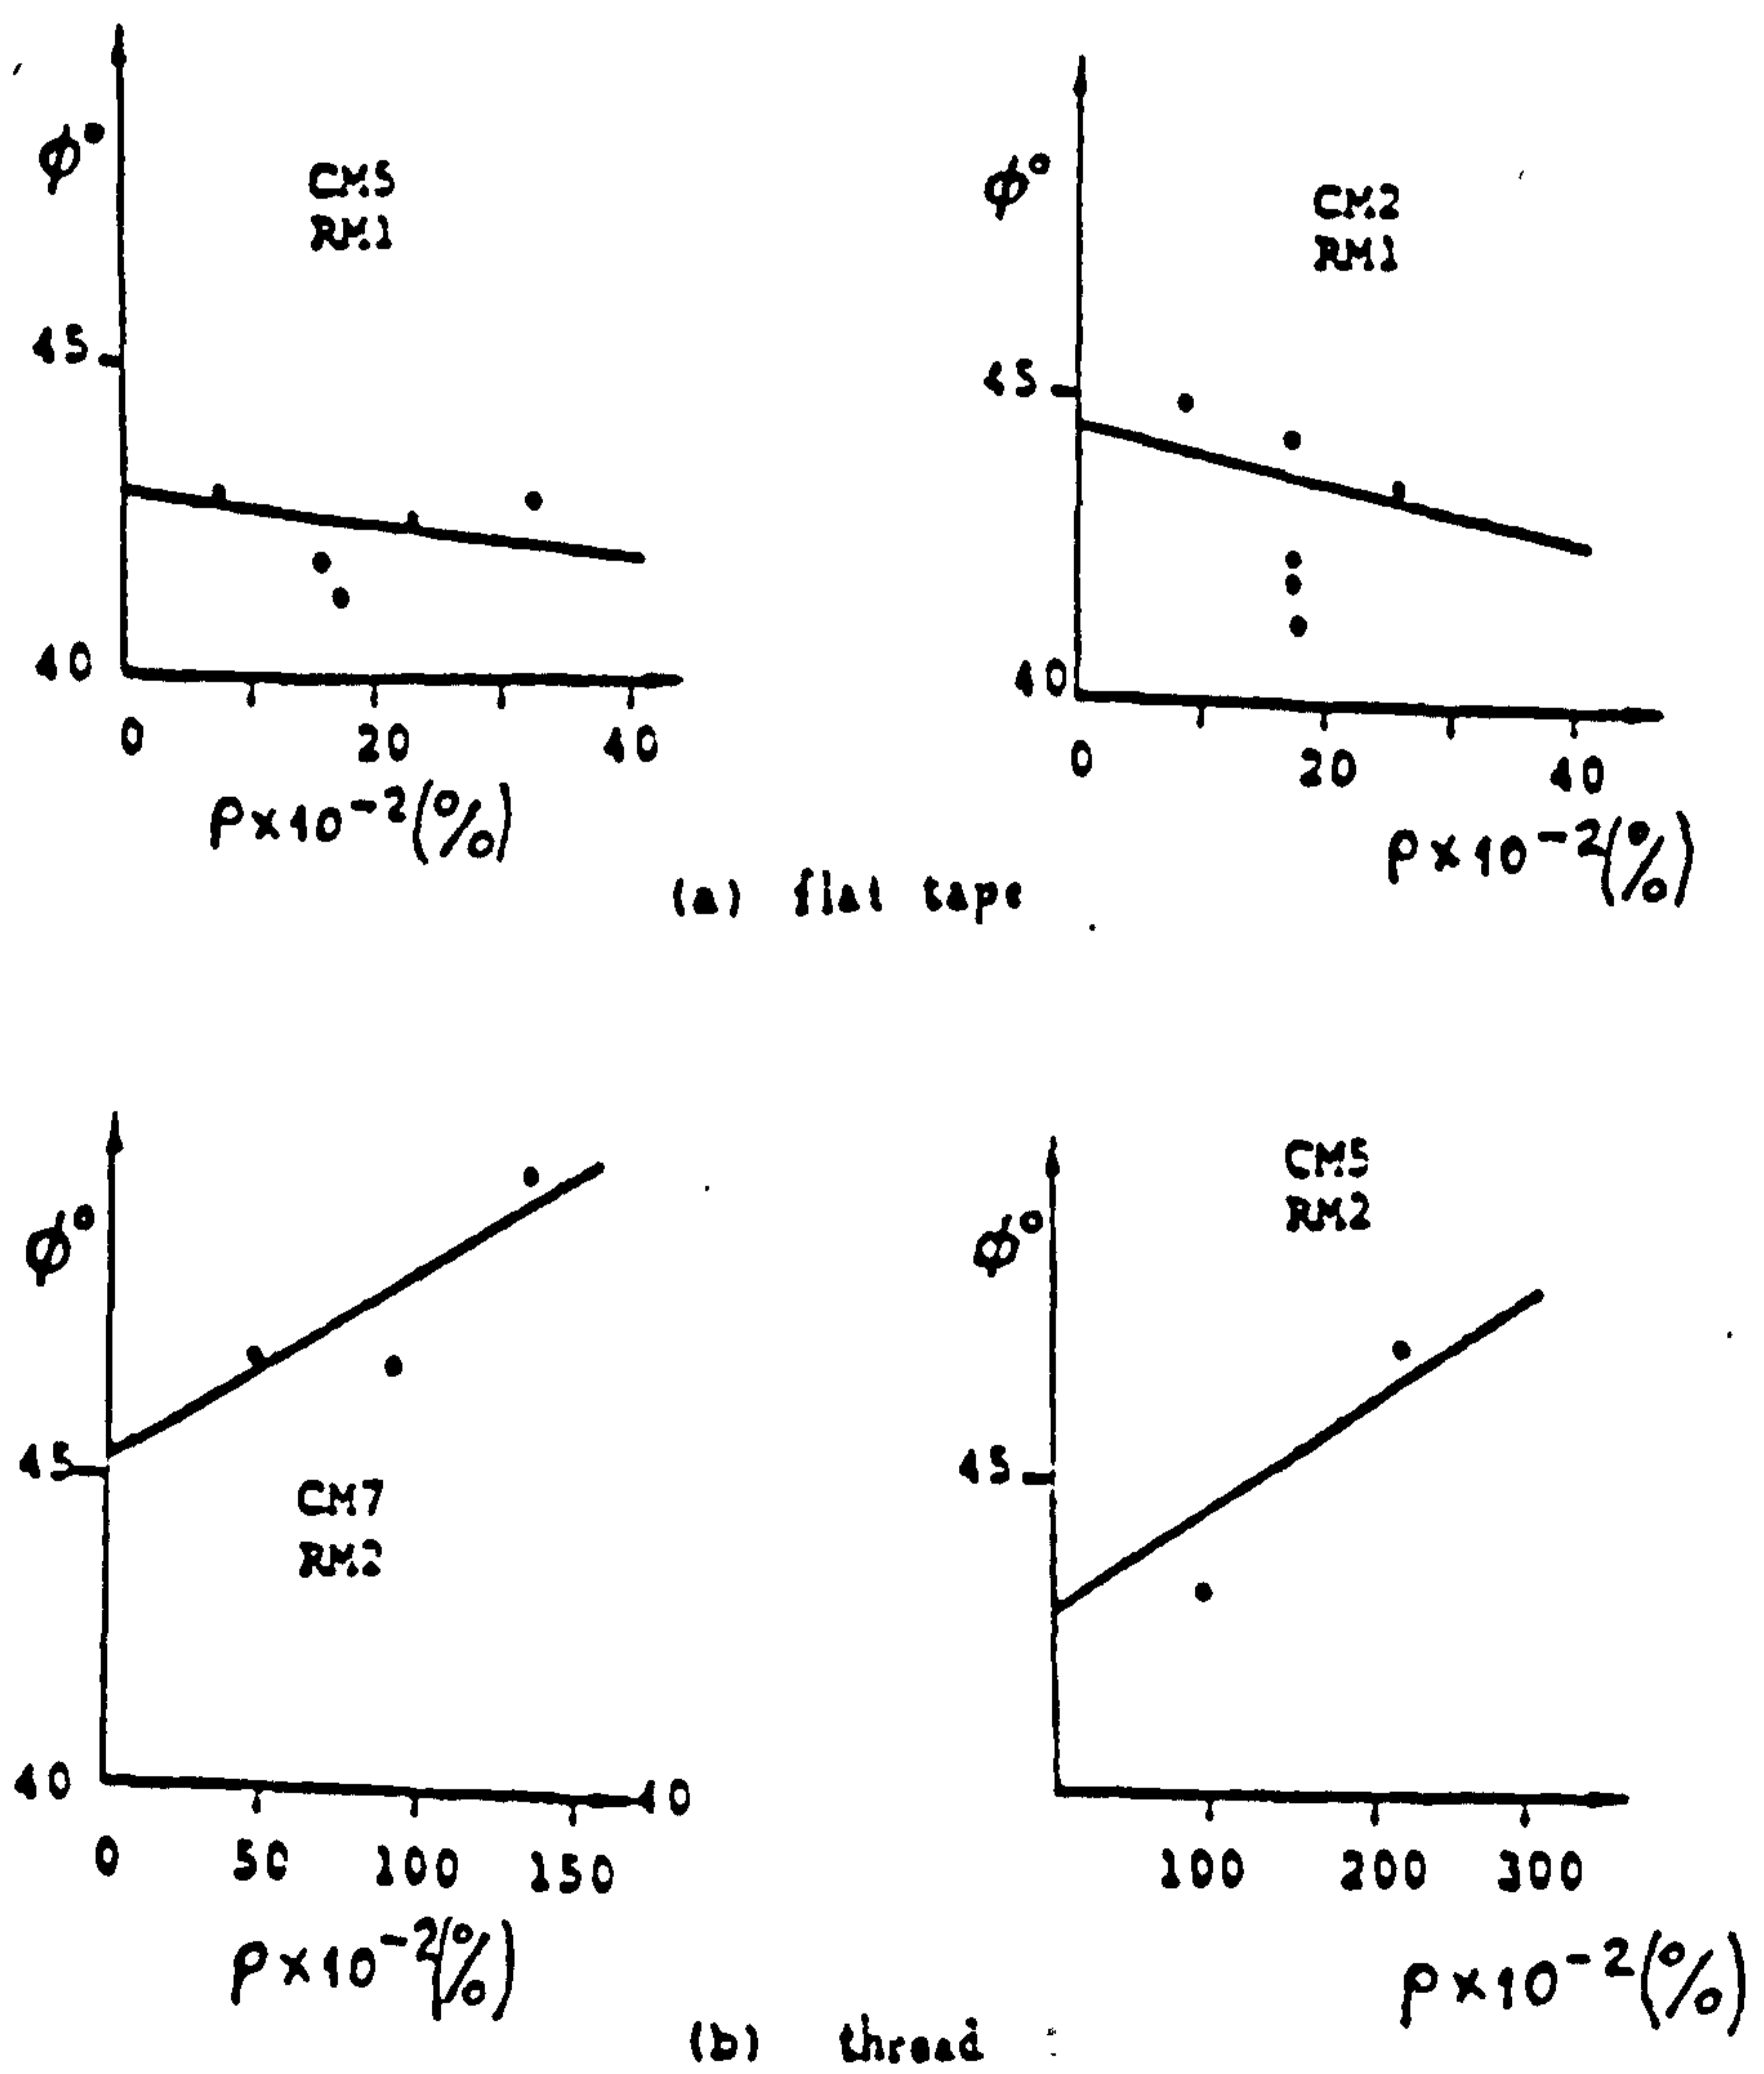 φ°
CM5
RM1
45
40
0 20 40
ρ×10⁻²(%)
φ°
CM2
RM1
45
40
0 20 40
ρ×10⁻²(%)
(a) flat tape
φ°
45
CM7
RM2
40
0 50 100 150
ρ×10⁻²(%)
φ°
CM5
RM2
45
40
100 200 300
ρ×10⁻²(%)
(b) thread